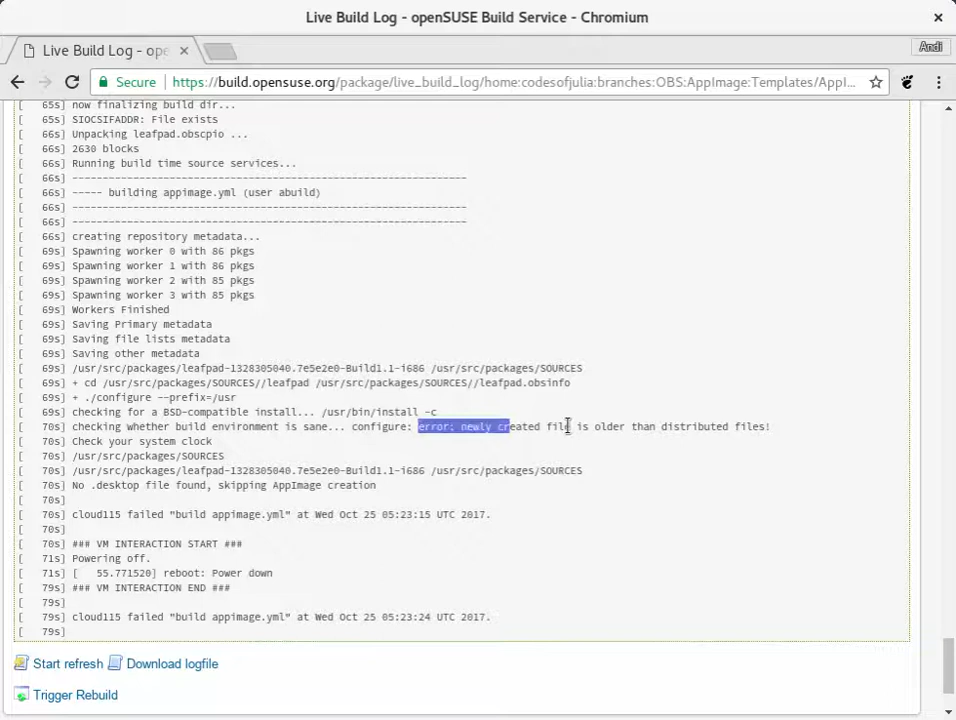 Live Build Log - openSUSE Build Service - Chromium
Live Build Log - ope
Andi
Secure
https://build.opensuse.org/package/live_build_log/home:codesofjulia:branches:OBS:AppImage:Templates/AppI...
[   65s] now finalizing build dir...
[   65s] SIOCSIFADDR: File exists
[   66s] Unpacking leafpad.obscpio ...
[   66s] 2630 blocks
[   66s] Running build time source services...
[   66s] -----------------------------------------------------------------
[   66s] ----- building appimage.yml (user abuild)
[   66s] -----------------------------------------------------------------
[   66s] -----------------------------------------------------------------
[   66s] creating repository metadata...
[   69s] Spawning worker 0 with 86 pkgs
[   69s] Spawning worker 1 with 86 pkgs
[   69s] Spawning worker 2 with 85 pkgs
[   69s] Spawning worker 3 with 85 pkgs
[   69s] Workers Finished
[   69s] Saving Primary metadata
[   69s] Saving file lists metadata
[   69s] Saving other metadata
[   69s] /usr/src/packages/leafpad-1328305040.7e5e2e0-Build1.1-i686 /usr/src/packages/SOURCES
[   69s] + cd /usr/src/packages/SOURCES//leafpad /usr/src/packages/SOURCES//leafpad.obsinfo
[   69s] + ./configure --prefix=/usr
[   69s] checking for a BSD-compatible install... /usr/bin/install -c
[   70s] checking whether build environment is sane... configure: error: newly created file is older than distributed files!
[   70s] Check your system clock
[   70s] /usr/src/packages/SOURCES
[   70s] /usr/src/packages/leafpad-1328305040.7e5e2e0-Build1.1-i686 /usr/src/packages/SOURCES
[   70s] No .desktop file found, skipping AppImage creation
[   70s]
[   70s] cloud115 failed "build appimage.yml" at Wed Oct 25 05:23:15 UTC 2017.
[   70s]
[   70s] ### VM INTERACTION START ###
[   71s] Powering off.
[   71s] [   55.771520] reboot: Power down
[   79s] ### VM INTERACTION END ###
[   79s]
[   79s] cloud115 failed "build appimage.yml" at Wed Oct 25 05:23:24 UTC 2017.
[   79s]
Start refresh Download logfile
Trigger Rebuild